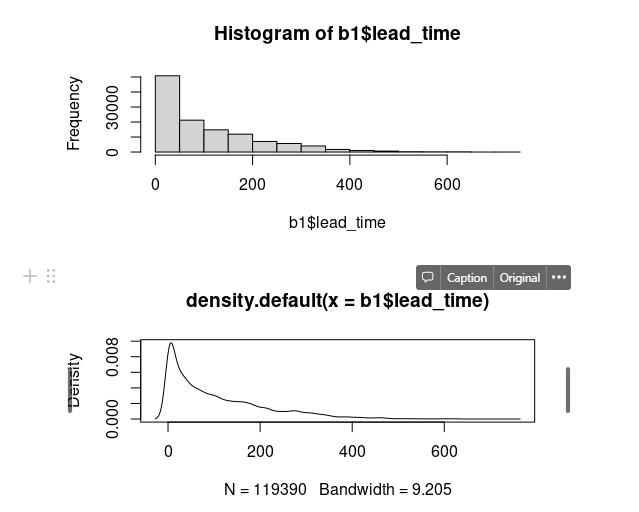 Histogram of b1$lead_time
Frequency
30000
0
0 200 400 600
b1$lead_time
Caption Original
density.default(x = b1$lead_time)
Density
0.008
0.000
0 200 400 600
N = 119390 Bandwidth = 9.205